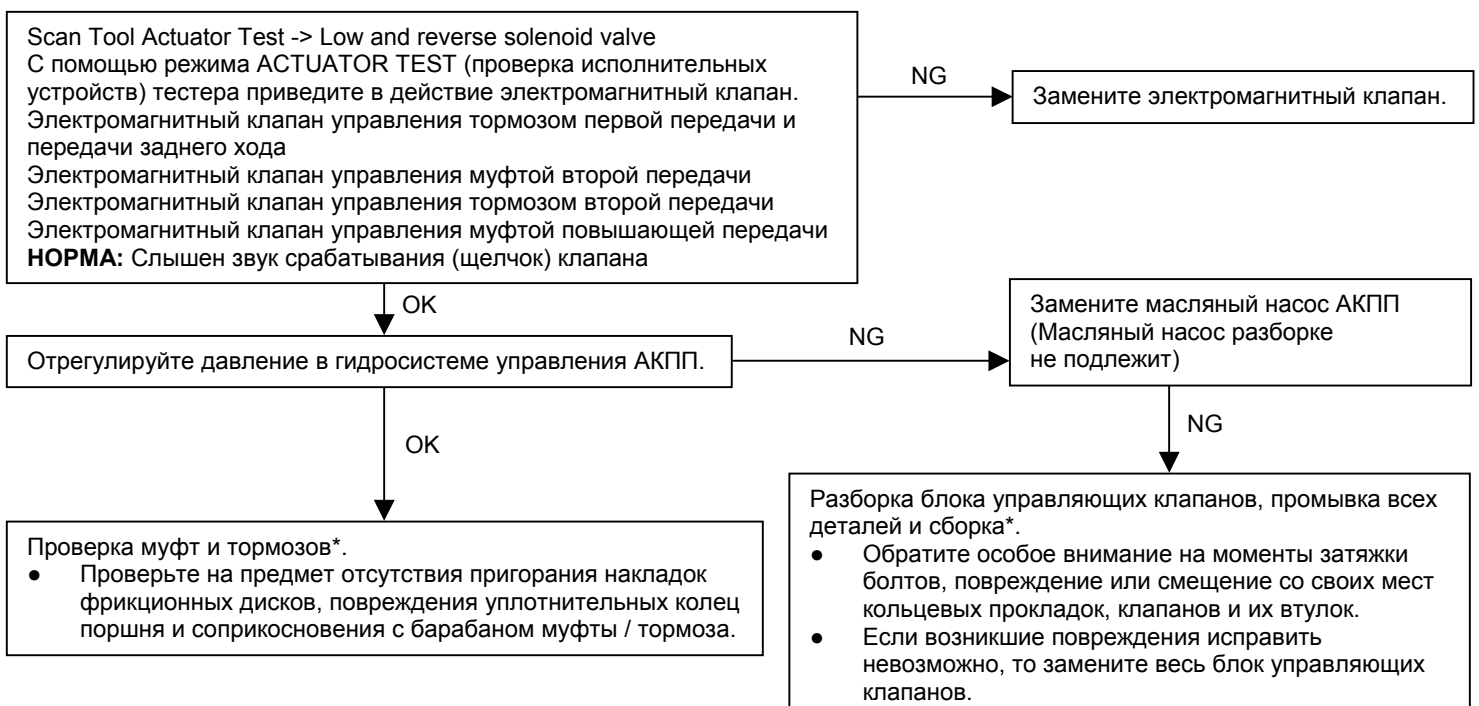 Scan Tool Actuator Test -> Low and reverse solenoid valve
С помощью режима ACTUATOR TEST (проверка исполнительных
устройств) тестера приведите в действие электромагнитный клапан.
Электромагнитный клапан управления тормозом первой передачи и
передачи заднего хода
Электромагнитный клапан управления муфтой второй передачи
Электромагнитный клапан управления тормозом второй передачи
Электромагнитный клапан управления муфтой повышающей передачи
НОРМА: Слышен звук срабатывания (щелчок) клапана
NG
Замените электромагнитный клапан.
OK
Отрегулируйте давление в гидросистеме управления АКПП.
NG
Замените масляный насос АКПП
(Масляный насос разборке
не подлежит)
OK
NG
Проверка муфт и тормозов*.
● Проверьте на предмет отсутствия пригорания накладок
фрикционных дисков, повреждения уплотнительных колец
поршня и соприкосновения с барабаном муфты / тормоза.
Разборка блока управляющих клапанов, промывка всех
деталей и сборка*.
● Обратите особое внимание на моменты затяжки
болтов, повреждение или смещение со своих мест
кольцевых прокладок, клапанов и их втулок.
● Если возникшие повреждения исправить
невозможно, то замените весь блок управляющих
клапанов.